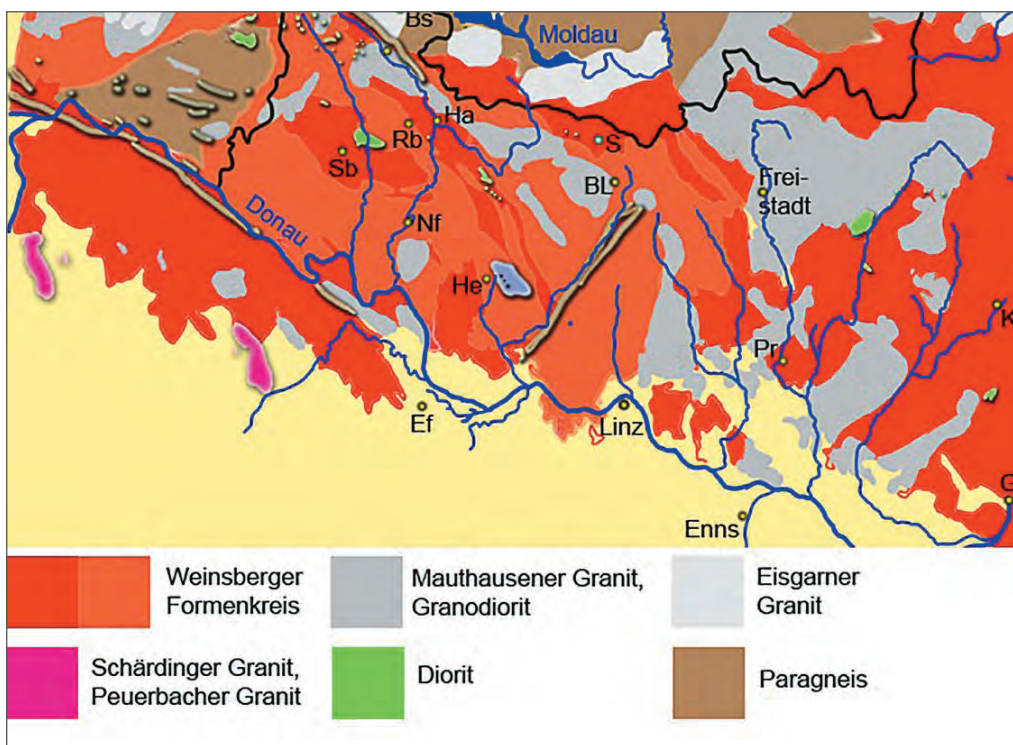 Bs
Moldau
Ha
Rb
S
Sb
BL
Frei-
stadt
Donau
Nf
He
K
Pr
Ef
Linz
G
Enns
Weinsberger
Formenkreis
Mauthausener Granit,
Granodiorit
Eisgarner
Granit
Schärdinger Granit,
Peuerbacher Granit
Diorit
Paragneis